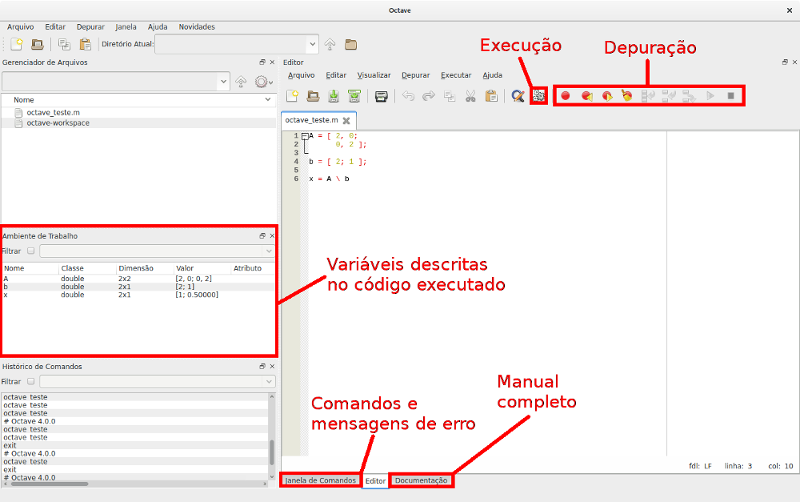 Octave
Arquivo Editar Depurar Janela Ajuda Novidades
Diretório Atual:
Gerenciador de Arquivos
Nome
octave_teste.m
octave-workspace
Ambiente de Trabalho
Filtrar
Nome Classe Dimensão Valor Atributo
A double 2x2 [2, 0; 0, 2]
b double 2x1 [2; 1]
x double 2x1 [1; 0.50000]
Histórico de Comandos
Filtrar
octave teste
octave teste
octave teste
# Octave 4.0.0
octave teste
octave teste
exit
# Octave 4.0.0
octave teste
exit
# Octave 4.0.0
Editor
Arquivo Editar Visualizar Depurar Executar Ajuda
Execução
Depuração
octave_teste.m
1 A = [ 2, 0;
2 0, 2 ];
3
4 b = [ 2; 1 ];
5
6 x = A \ b
Variáveis descritas
no código executado
Comandos e
mensagens de erro
Manual
completo
fdl: LF linha: 3 col: 10
Janela de Comandos Editor Documentação